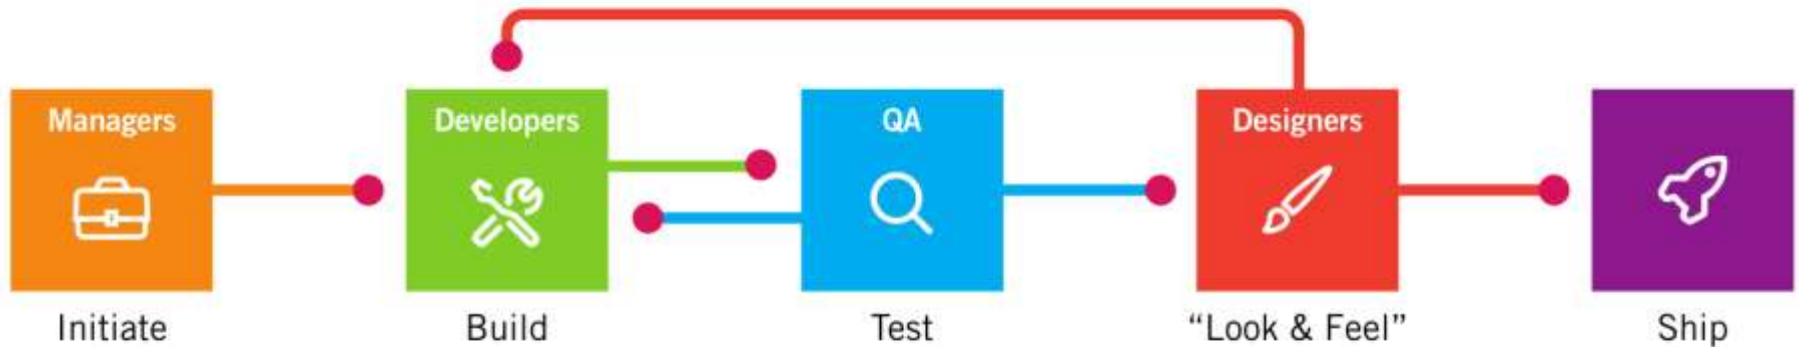 Managers
Developers
QA
Designers
Initiate
Build
Test
“Look & Feel”
Ship